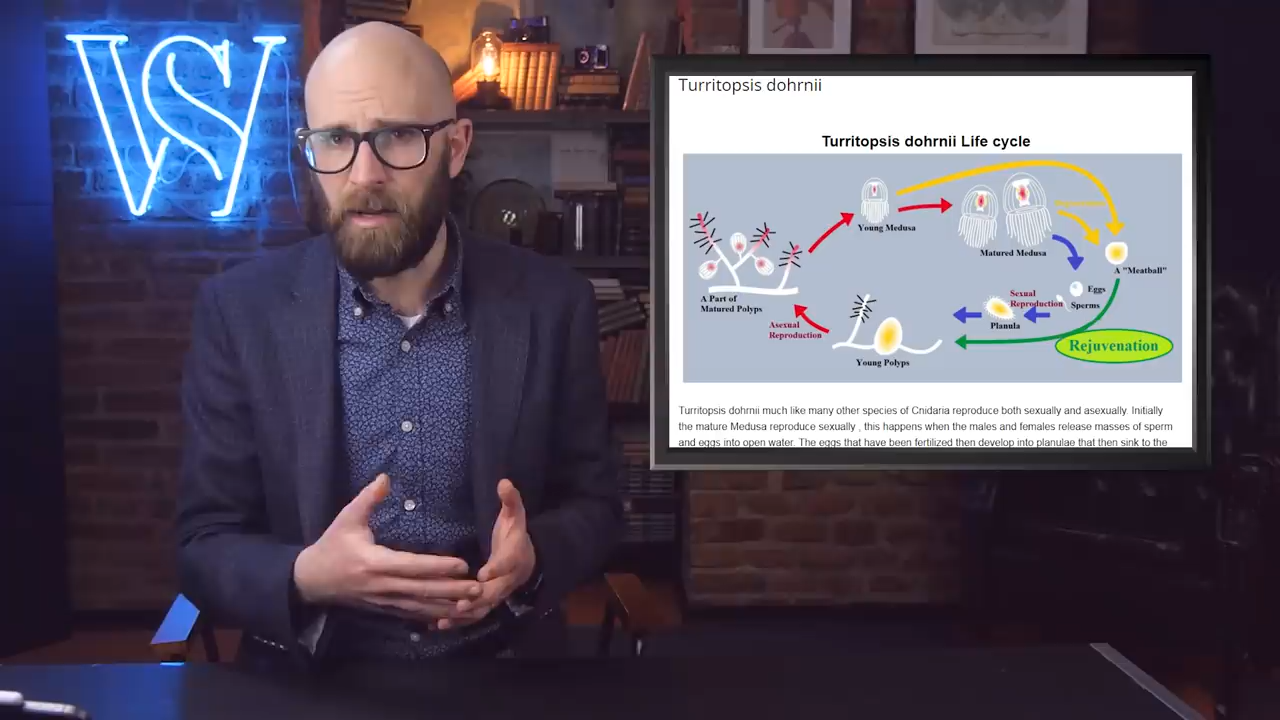 VS
Turritopsis dohrnii
Turritopsis dohrnii Life cycle
Young Medusa
Matured Medusa
A "Meatball"
A Part of
Matured Polyps
Eggs
Sexual
Reproduction
Sperms
Planula
Asexual
Reproduction
Young Polyps
Rejuvenation
Turritopsis dohrnii much like many other species of Cnidaria reproduce both sexually and asexually. Initially
the mature Medusa reproduce sexually , this happens when the males and females release masses of sperm
and eggs into open water. The eggs that have been fertilized then develop into planulae that then sink to the